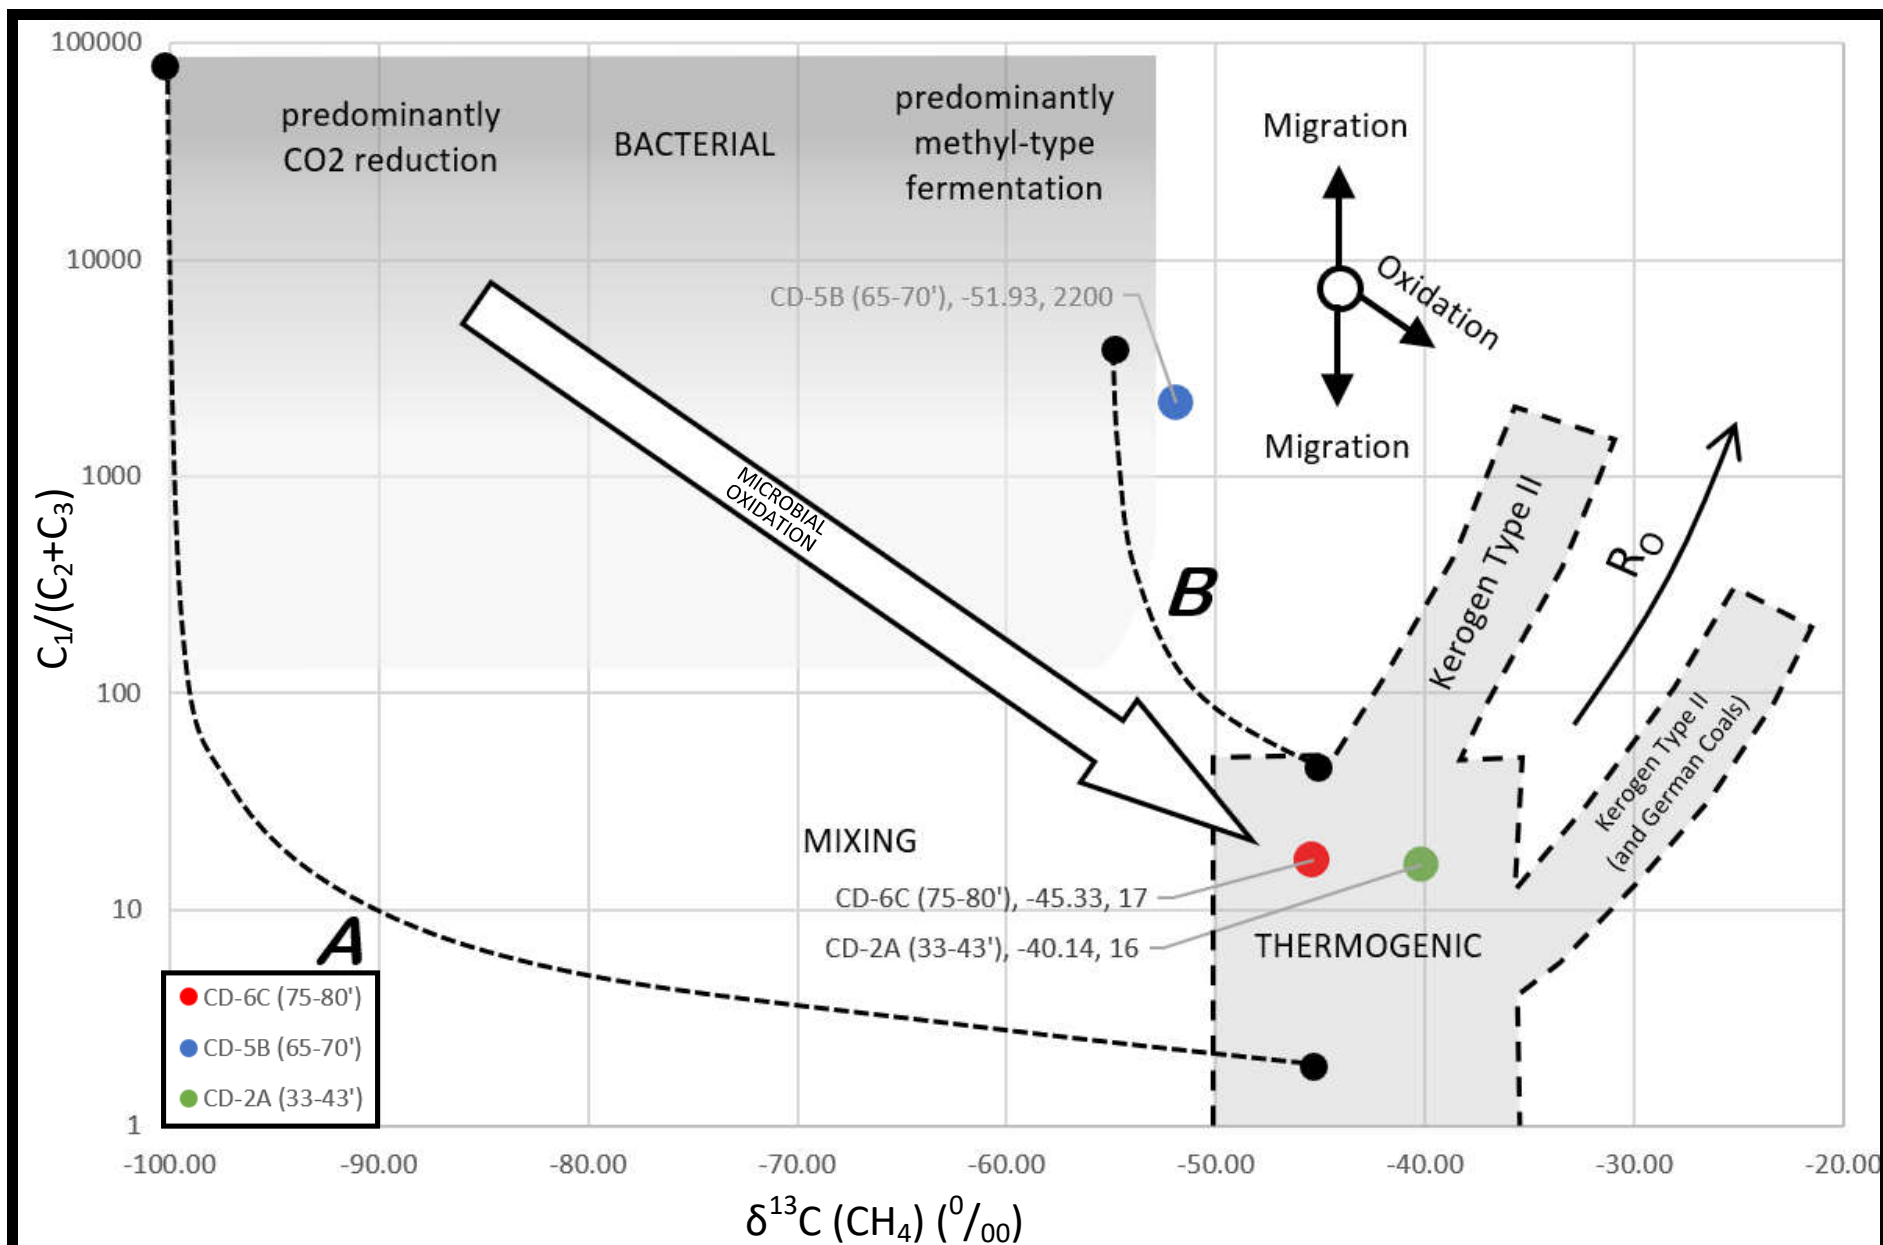 100000
10000
1000
100
10
1
C₁/(C₂+C₃)
predominantly
CO2 reduction
BACTERIAL
predominantly
methyl-type
fermentation
Migration
Oxidation
Migration
CD-5B (65-70'), -51.93, 2200
MICROBIAL
OXIDATION
B
Kerogen Type II
R₀
Kerogen Type II
(and German Coals)
MIXING
CD-6C (75-80'), -45.33, 17
CD-2A (33-43'), -40.14, 16
THERMOGENIC
A
CD-6C (75-80')
CD-5B (65-70')
CD-2A (33-43')
-100.00 -90.00 -80.00 -70.00 -60.00 -50.00 -40.00 -30.00 -20.00
δ¹³C (CH₄) (⁰/₀₀)